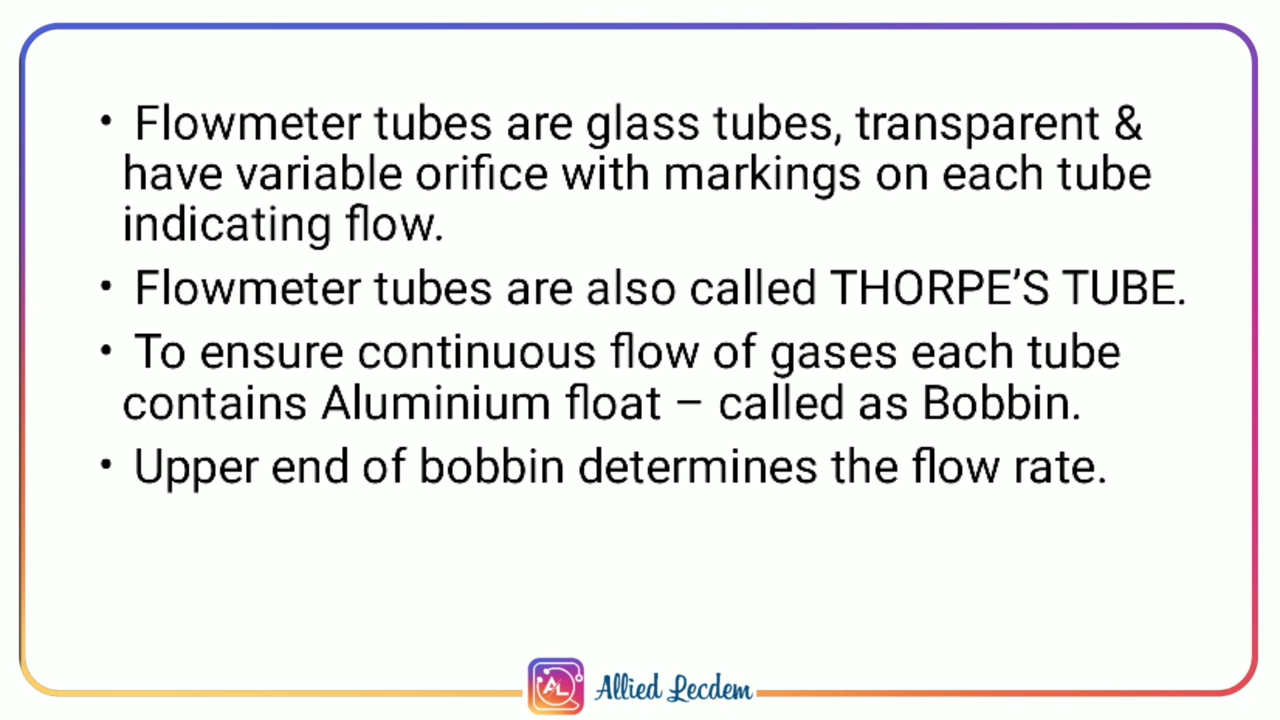 • Flowmeter tubes are glass tubes, transparent &
have variable orifice with markings on each tube
indicating flow.
• Flowmeter tubes are also called THORPE’S TUBE.
• To ensure continuous flow of gases each tube
contains Aluminium float – called as Bobbin.
• Upper end of bobbin determines the flow rate.
AL Allied Lecdem